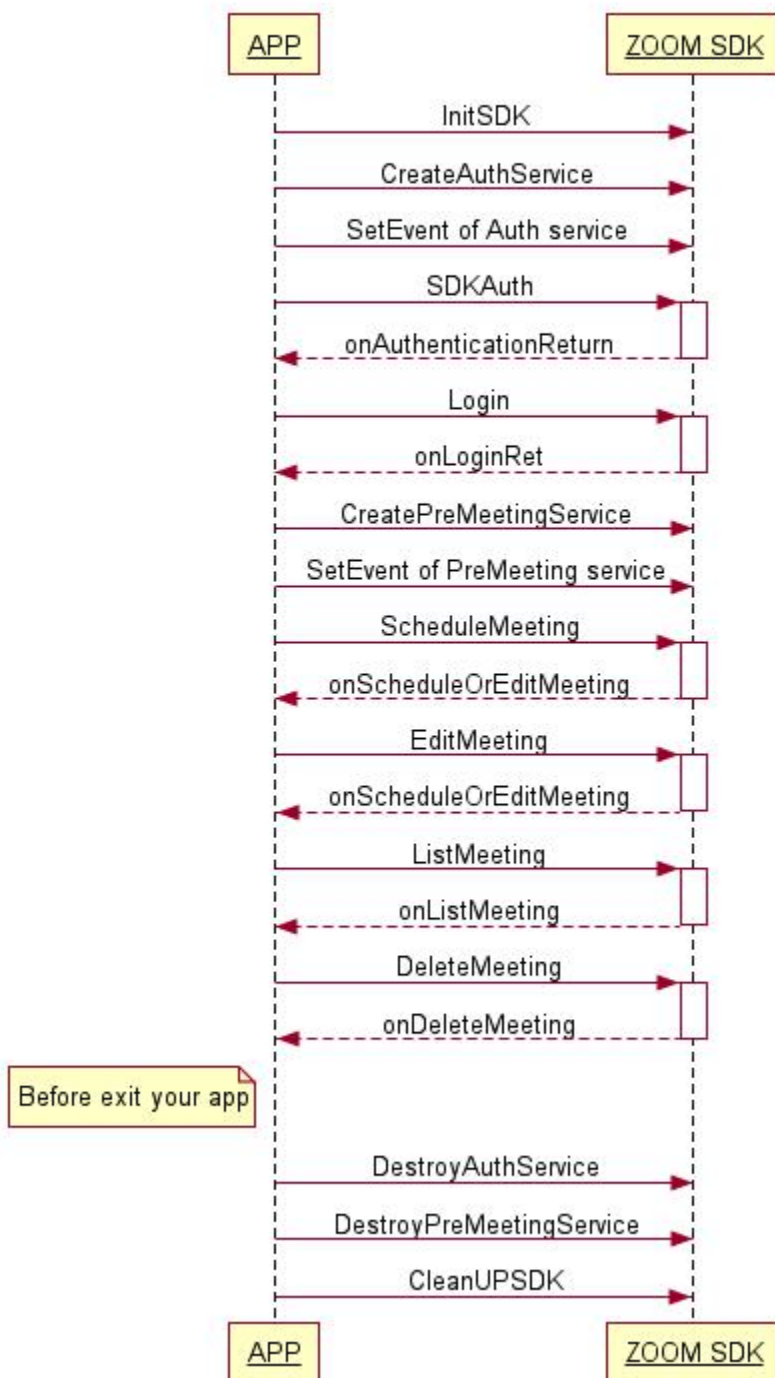 APP
ZOOM SDK
InitSDK
CreateAuthService
SetEvent of Auth service
SDKAuth
onAuthenticationReturn
Login
onLoginRet
CreatePreMeetingService
SetEvent of PreMeeting service
ScheduleMeeting
onScheduleOrEditMeeting
EditMeeting
onScheduleOrEditMeeting
ListMeeting
onListMeeting
DeleteMeeting
onDeleteMeeting
Before exit your app
DestroyAuthService
DestroyPreMeetingService
CleanUPSDK
APP
ZOOM SDK